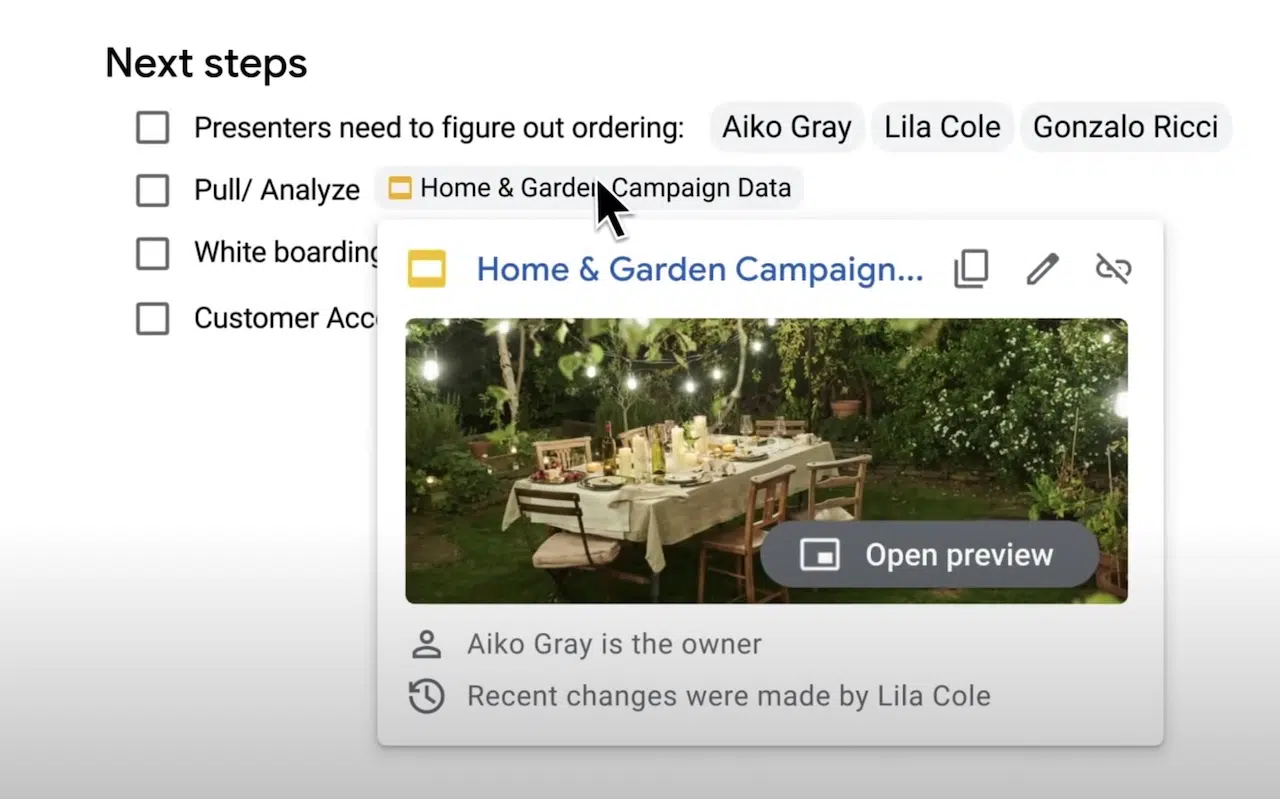 Next steps
Presenters need to figure out ordering: Aiko Gray Lila Cole Gonzalo Ricci
Pull/ Analyze Home & Garden Campaign Data
White boarding
Customer
Home & Garden Campaign...
Open preview
Aiko Gray is the owner
Recent changes were made by Lila Cole